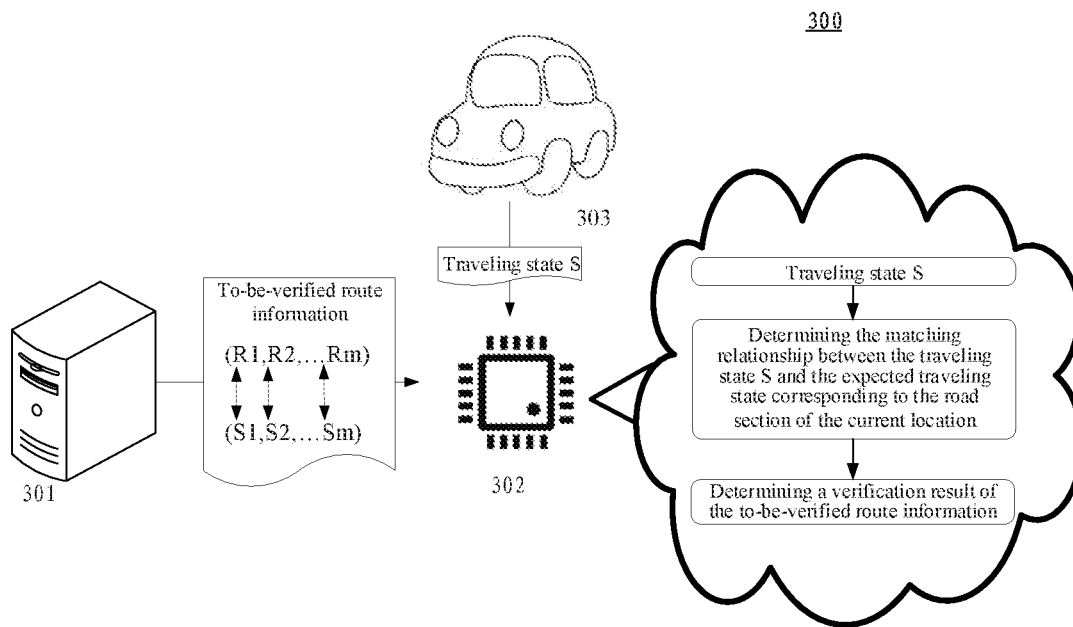 300
303
Traveling state S
To-be-verified route
information
(R1,R2,…Rm)
(S1,S2,…Sm)
301
302
Traveling state S
Determining the matching
relationship between the traveling
state S and the expected traveling
state corresponding to the road
section of the current location
Determining a verification result of
the to-be-verified route information